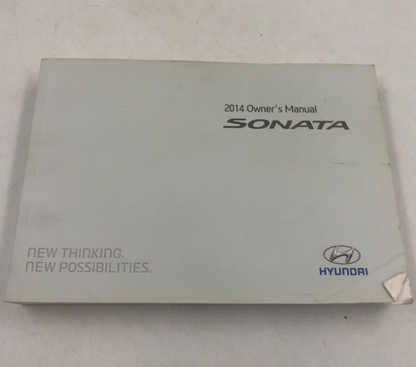 2014 Owner's Manual
SONATA
NEW THINKING.
NEW POSSIBILITIES.
HYUNDAI